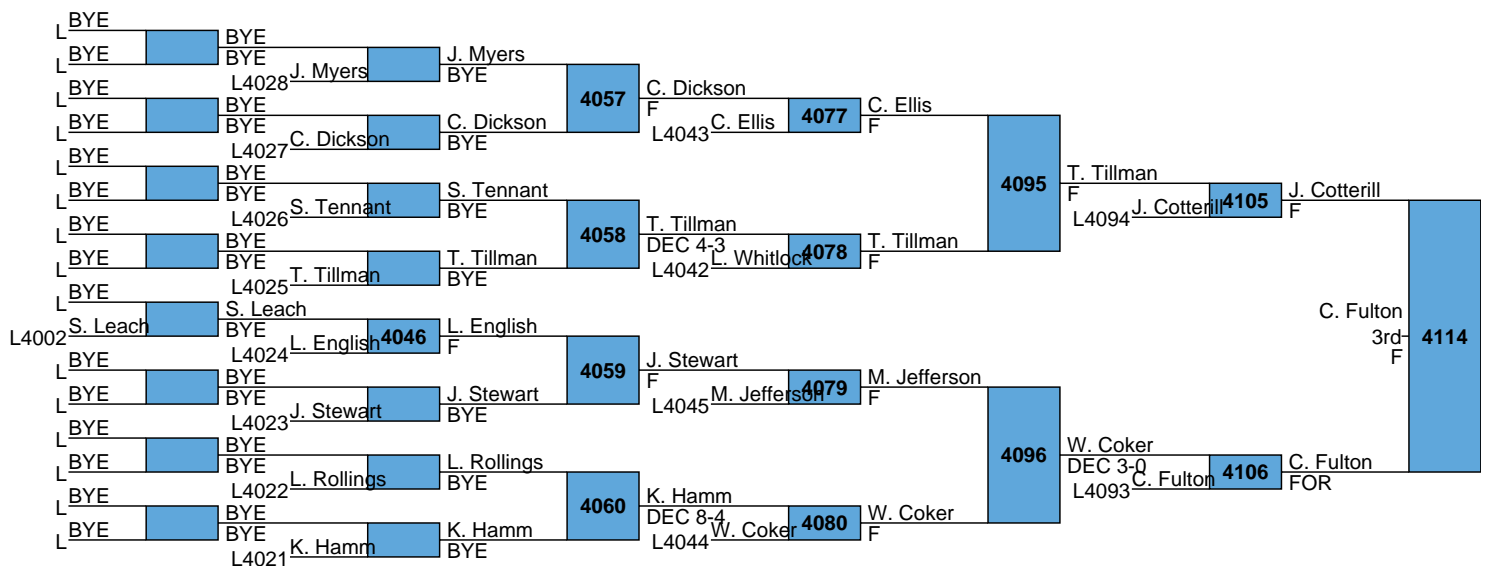 BYE
L
BYE
L
BYE
BYE
L4028 J. Myers
J. Myers
BYE
BYE
L
BYE
L
BYE
BYE
L4027 C. Dickson
C. Dickson
BYE
4057
C. Dickson
F
L4043 C. Ellis
4077
C. Ellis
F
BYE
L
BYE
L
BYE
BYE
L4026 S. Tennant
S. Tennant
BYE
BYE
L
BYE
L
BYE
BYE
L4025 T. Tillman
T. Tillman
BYE
4058
T. Tillman
DEC 4-3
L4042 L. Whitlock
4078
T. Tillman
F
4095
T. Tillman
F
L4094 J. Cotterill
4105
J. Cotterill
F
BYE
L
L4002 S. Leach
S. Leach
BYE
L4024 L. English
4046
L. English
F
BYE
L
BYE
L
BYE
BYE
L4023 J. Stewart
J. Stewart
BYE
4059
J. Stewart
F
L4045 M. Jefferson
4079
M. Jefferson
F
BYE
L
BYE
L
BYE
BYE
L4022 L. Rollings
L. Rollings
BYE
BYE
L
BYE
L
BYE
BYE
L4021 K. Hamm
K. Hamm
BYE
4060
K. Hamm
DEC 8-4
L4044 W. Coker
4080
W. Coker
F
4096
W. Coker
DEC 3-0
L4093 C. Fulton
4106
C. Fulton
FOR
C. Fulton
3rd
F
4114